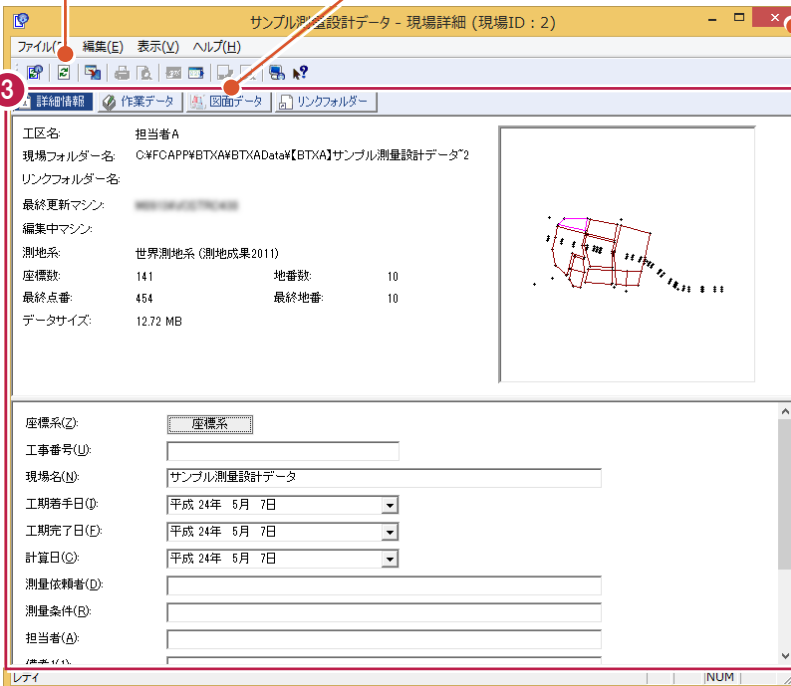 サンプル測量設計データ - 現場詳細 (現場ID : 2)
編集(E) 表示(V) ヘルプ(H)
3
詳細情報 作業データ 図面データ リンクフォルダー
工区名: 担当者A
現場フォルダー名: C:¥FCAPP¥BTXA¥BTXAData¥【BTXA】サンプル測量設計データ~2
リンクフォルダー名:
最終更新マシン:
編集中マシン:
測地系: 世界測地系 (測地成果2011)
座標数: 141 地番数: 10
最終点番: 454 最終地番: 10
データサイズ: 12.72 MB
座標系(Z): 座標系
工事番号(U):
現場名(N): サンプル測量設計データ
工期着手日(I): 平成 24年 5月 7日
工期完了日(F): 平成 24年 5月 7日
計算日(C): 平成 24年 5月 7日
測量依頼者(D):
測量条件(R):
担当者(A):
レディ NUM